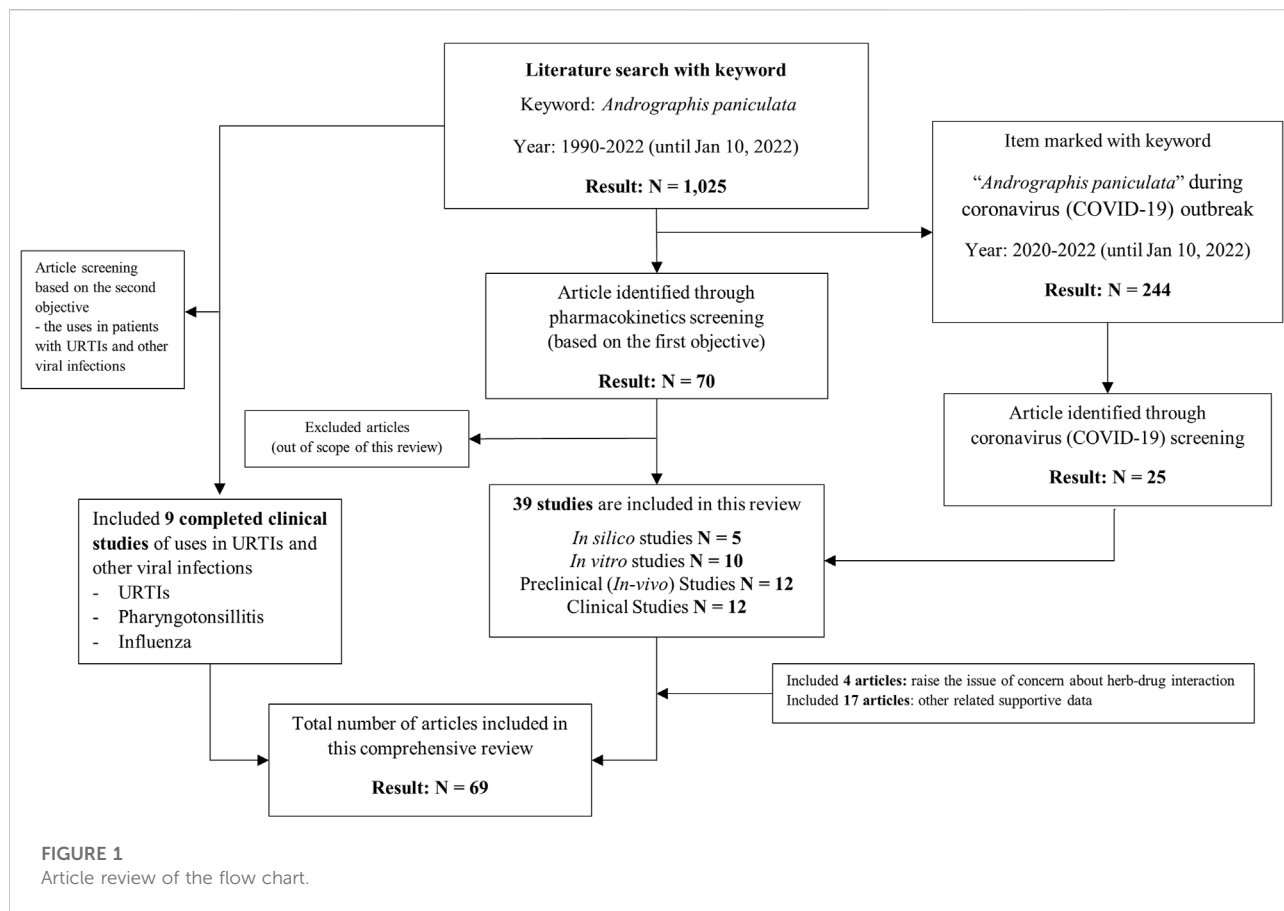 Literature search with keyword
Keyword: Andrographis paniculata
Year: 1990-2022 (until Jan 10, 2022)
Result: N = 1,025
Item marked with keyword
“Andrographis paniculata” during
coronavirus (COVID-19) outbreak
Year: 2020-2022 (until Jan 10, 2022)
Result: N = 244
Article screening
based on the second
objective
- the uses in patients
with URTIs and other
viral infections
Article identified through
pharmacokinetics screening
(based on the first objective)
Result: N = 70
Excluded articles
(out of scope of this review)
Article identified through
coronavirus (COVID-19) screening
Result: N = 25
Included 9 completed clinical
studies of uses in URTIs and
other viral infections
- URTIs
- Pharyngotonsillitis
- Influenza
39 studies are included in this review
In silico studies N = 5
In vitro studies N = 10
Preclinical (In-vivo) Studies N = 12
Clinical Studies N = 12
Included 4 articles: raise the issue of concern about herb-drug interaction
Included 17 articles: other related supportive data
Total number of articles included in
this comprehensive review
Result: N = 69
FIGURE 1
Article review of the flow chart.